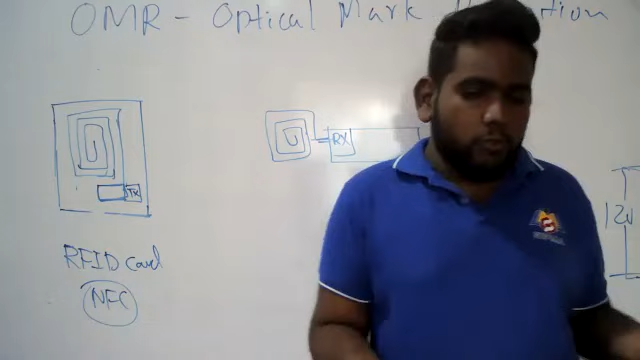 OMR - Optical Mark
TX
RX
RFID card
NFC
12v